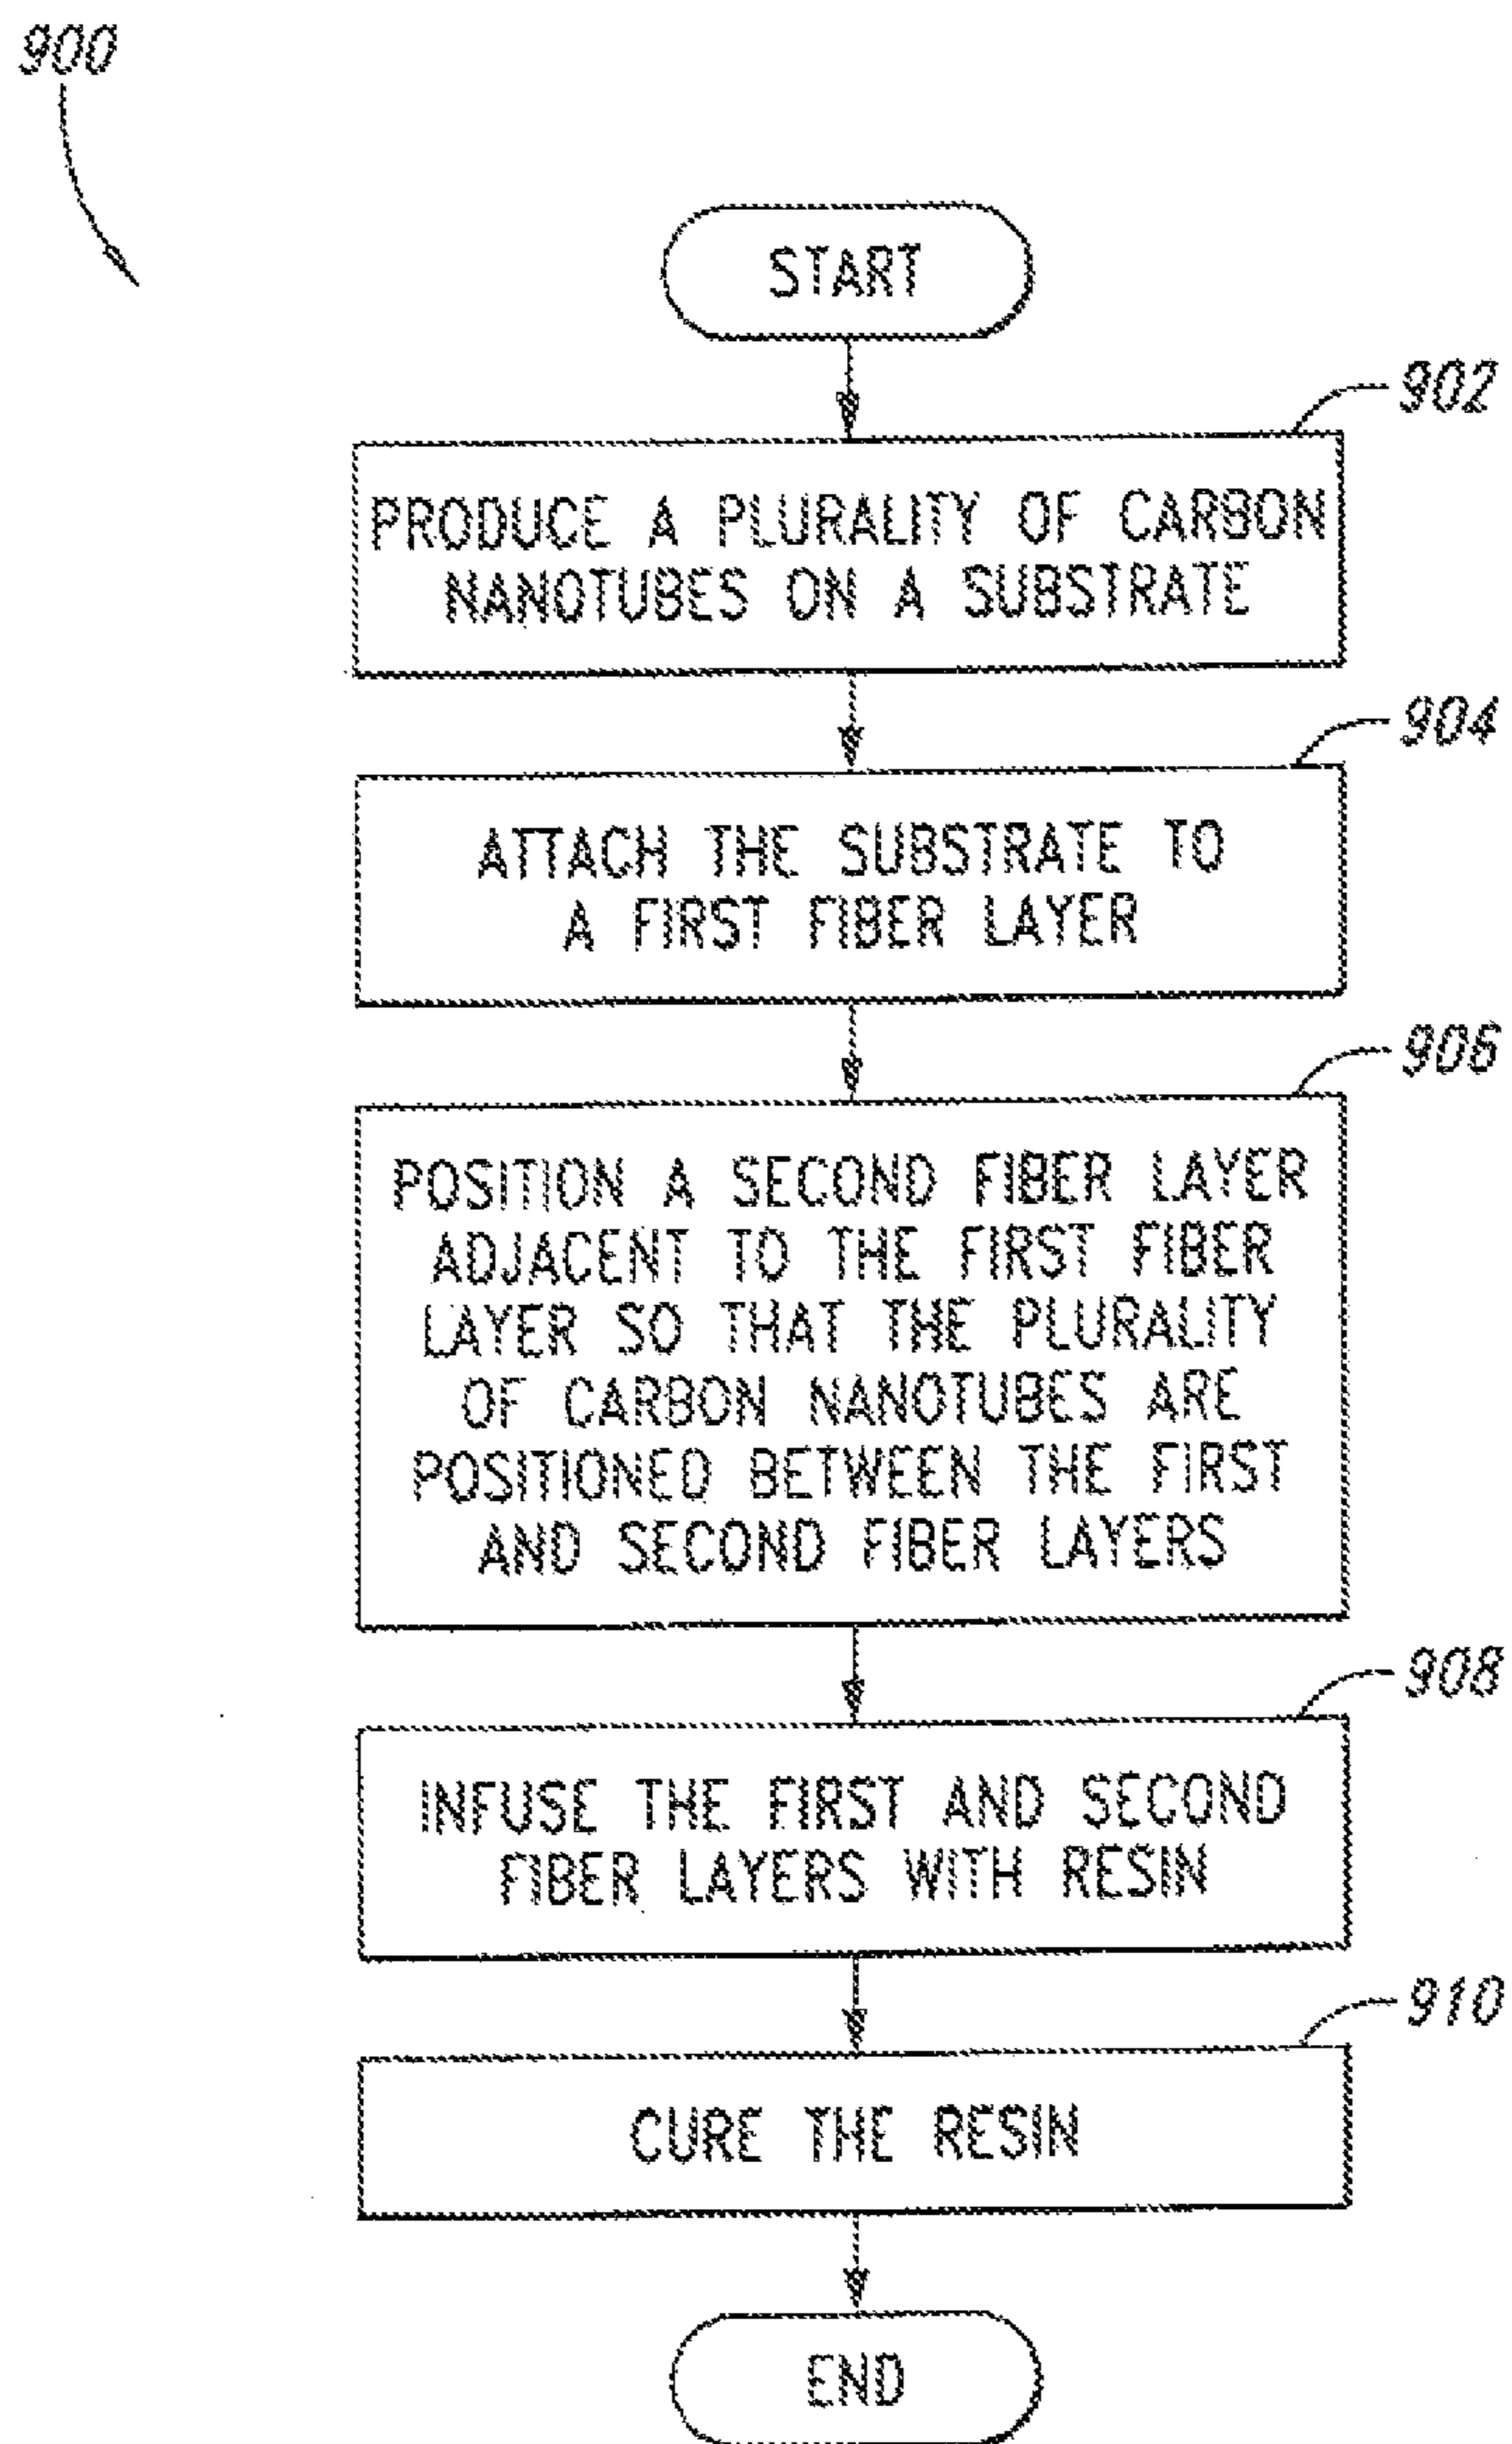 900
START
902
PRODUCE A PLURALITY OF CARBON
NANOTUBES ON A SUBSTRATE
904
ATTACH THE SUBSTRATE TO
A FIRST FIBER LAYER
906
POSITION A SECOND FIBER LAYER
ADJACENT TO THE FIRST FIBER
LAYER SO THAT THE PLURALITY
OF CARBON NANOTUBES ARE
POSITIONED BETWEEN THE FIRST
AND SECOND FIBER LAYERS
908
INFUSE THE FIRST AND SECOND
FIBER LAYERS WITH RESIN
910
CURE THE RESIN
END